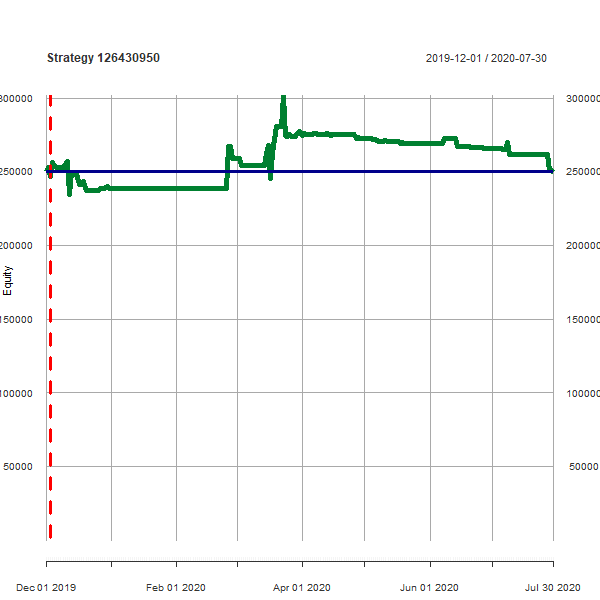 Strategy 126430950
2019-12-01 / 2020-07-30
300000
300000
250000
250000
200000
200000
Equity
150000
150000
100000
100000
50000
50000
Dec 01 2019
Feb 01 2020
Apr 01 2020
Jun 01 2020
Jul 30 2020